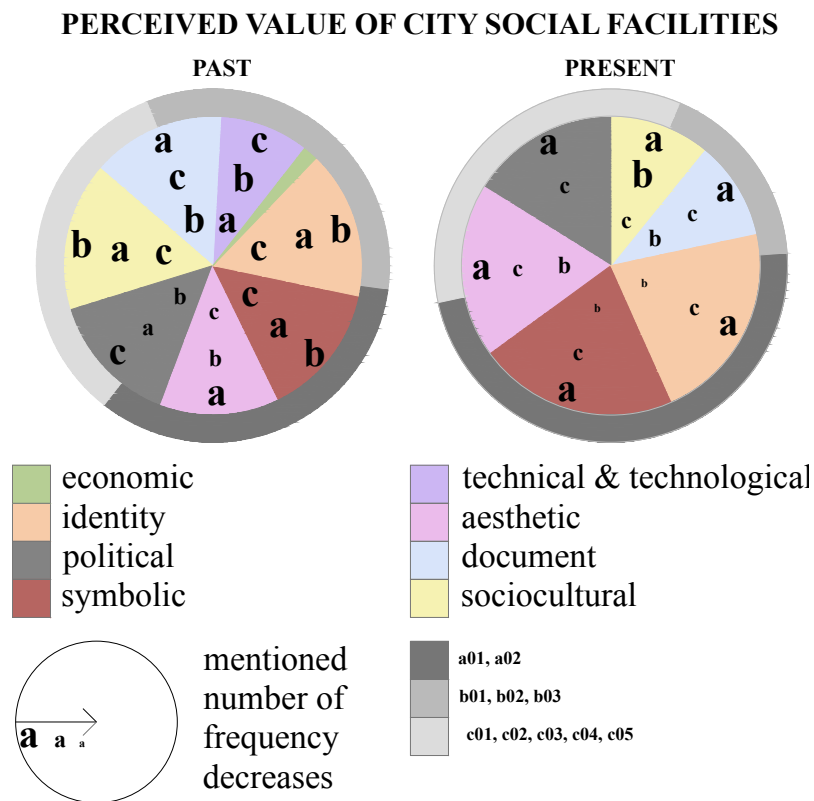 PERCEIVED VALUE OF CITY SOCIAL FACILITIES
PAST
PRESENT
a
c
b
c
b
a
c
a
b
c
a
b
c
b
a
b
a
c
b
a
c
a
b
c
a
c
b
b
c
a
b
c
a
a
c
b
a
c
economic
identity
political
symbolic
technical & technological
aesthetic
document
sociocultural
a a a
mentioned
number of
frequency
decreases
a01, a02
b01, b02, b03
c01, c02, c03, c04, c05